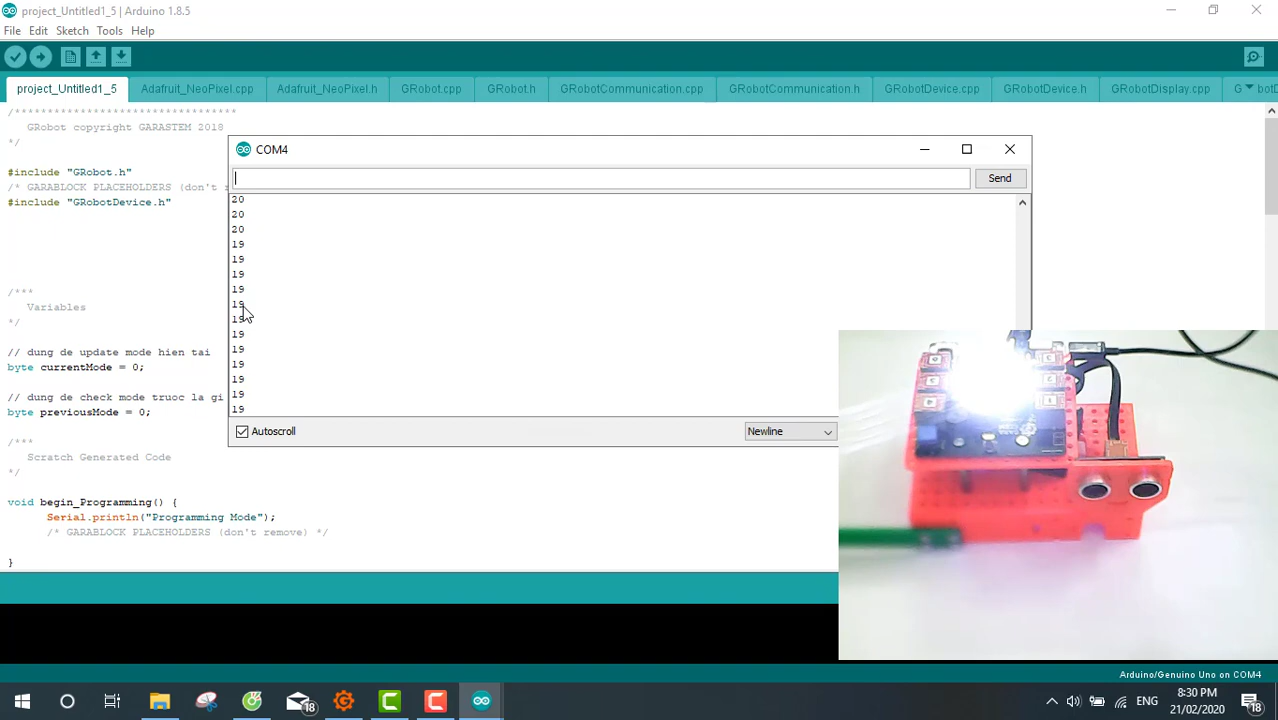 project_Untitled1_5 | Arduino 1.8.5
File Edit Sketch Tools Help
project_Untitled1_5 Adafruit_NeoPixel.cpp Adafruit_NeoPixel.h GRobot.cpp GRobot.h GRobotCommunication.cpp GRobotCommunication.h GRobotDevice.cpp GRobotDevice.h GRobotDisplay.cpp
/*******************************
GRobot copyright GARASTEM 2018
*/
#include "GRobot.h"
/* GARABLOCK PLACEHOLDERS (don't
#include "GRobotDevice.h"
/***
Variables
*/
// dung de update mode hien tai
byte currentMode = 0;
// dung de check mode truoc la gi
byte previousMode = 0;
/***
Scratch Generated Code
*/
void begin_Programming() {
Serial.println("Programming Mode");
/* GARABLOCK PLACEHOLDERS (don't remove) */
}
COM4
Send
20
20
20
19
19
19
19
19
19
19
19
19
19
19
19
Autoscroll
Newline
Arduino/Genuino Uno on COM4
18
ENG
8:30 PM
21/02/2020
18